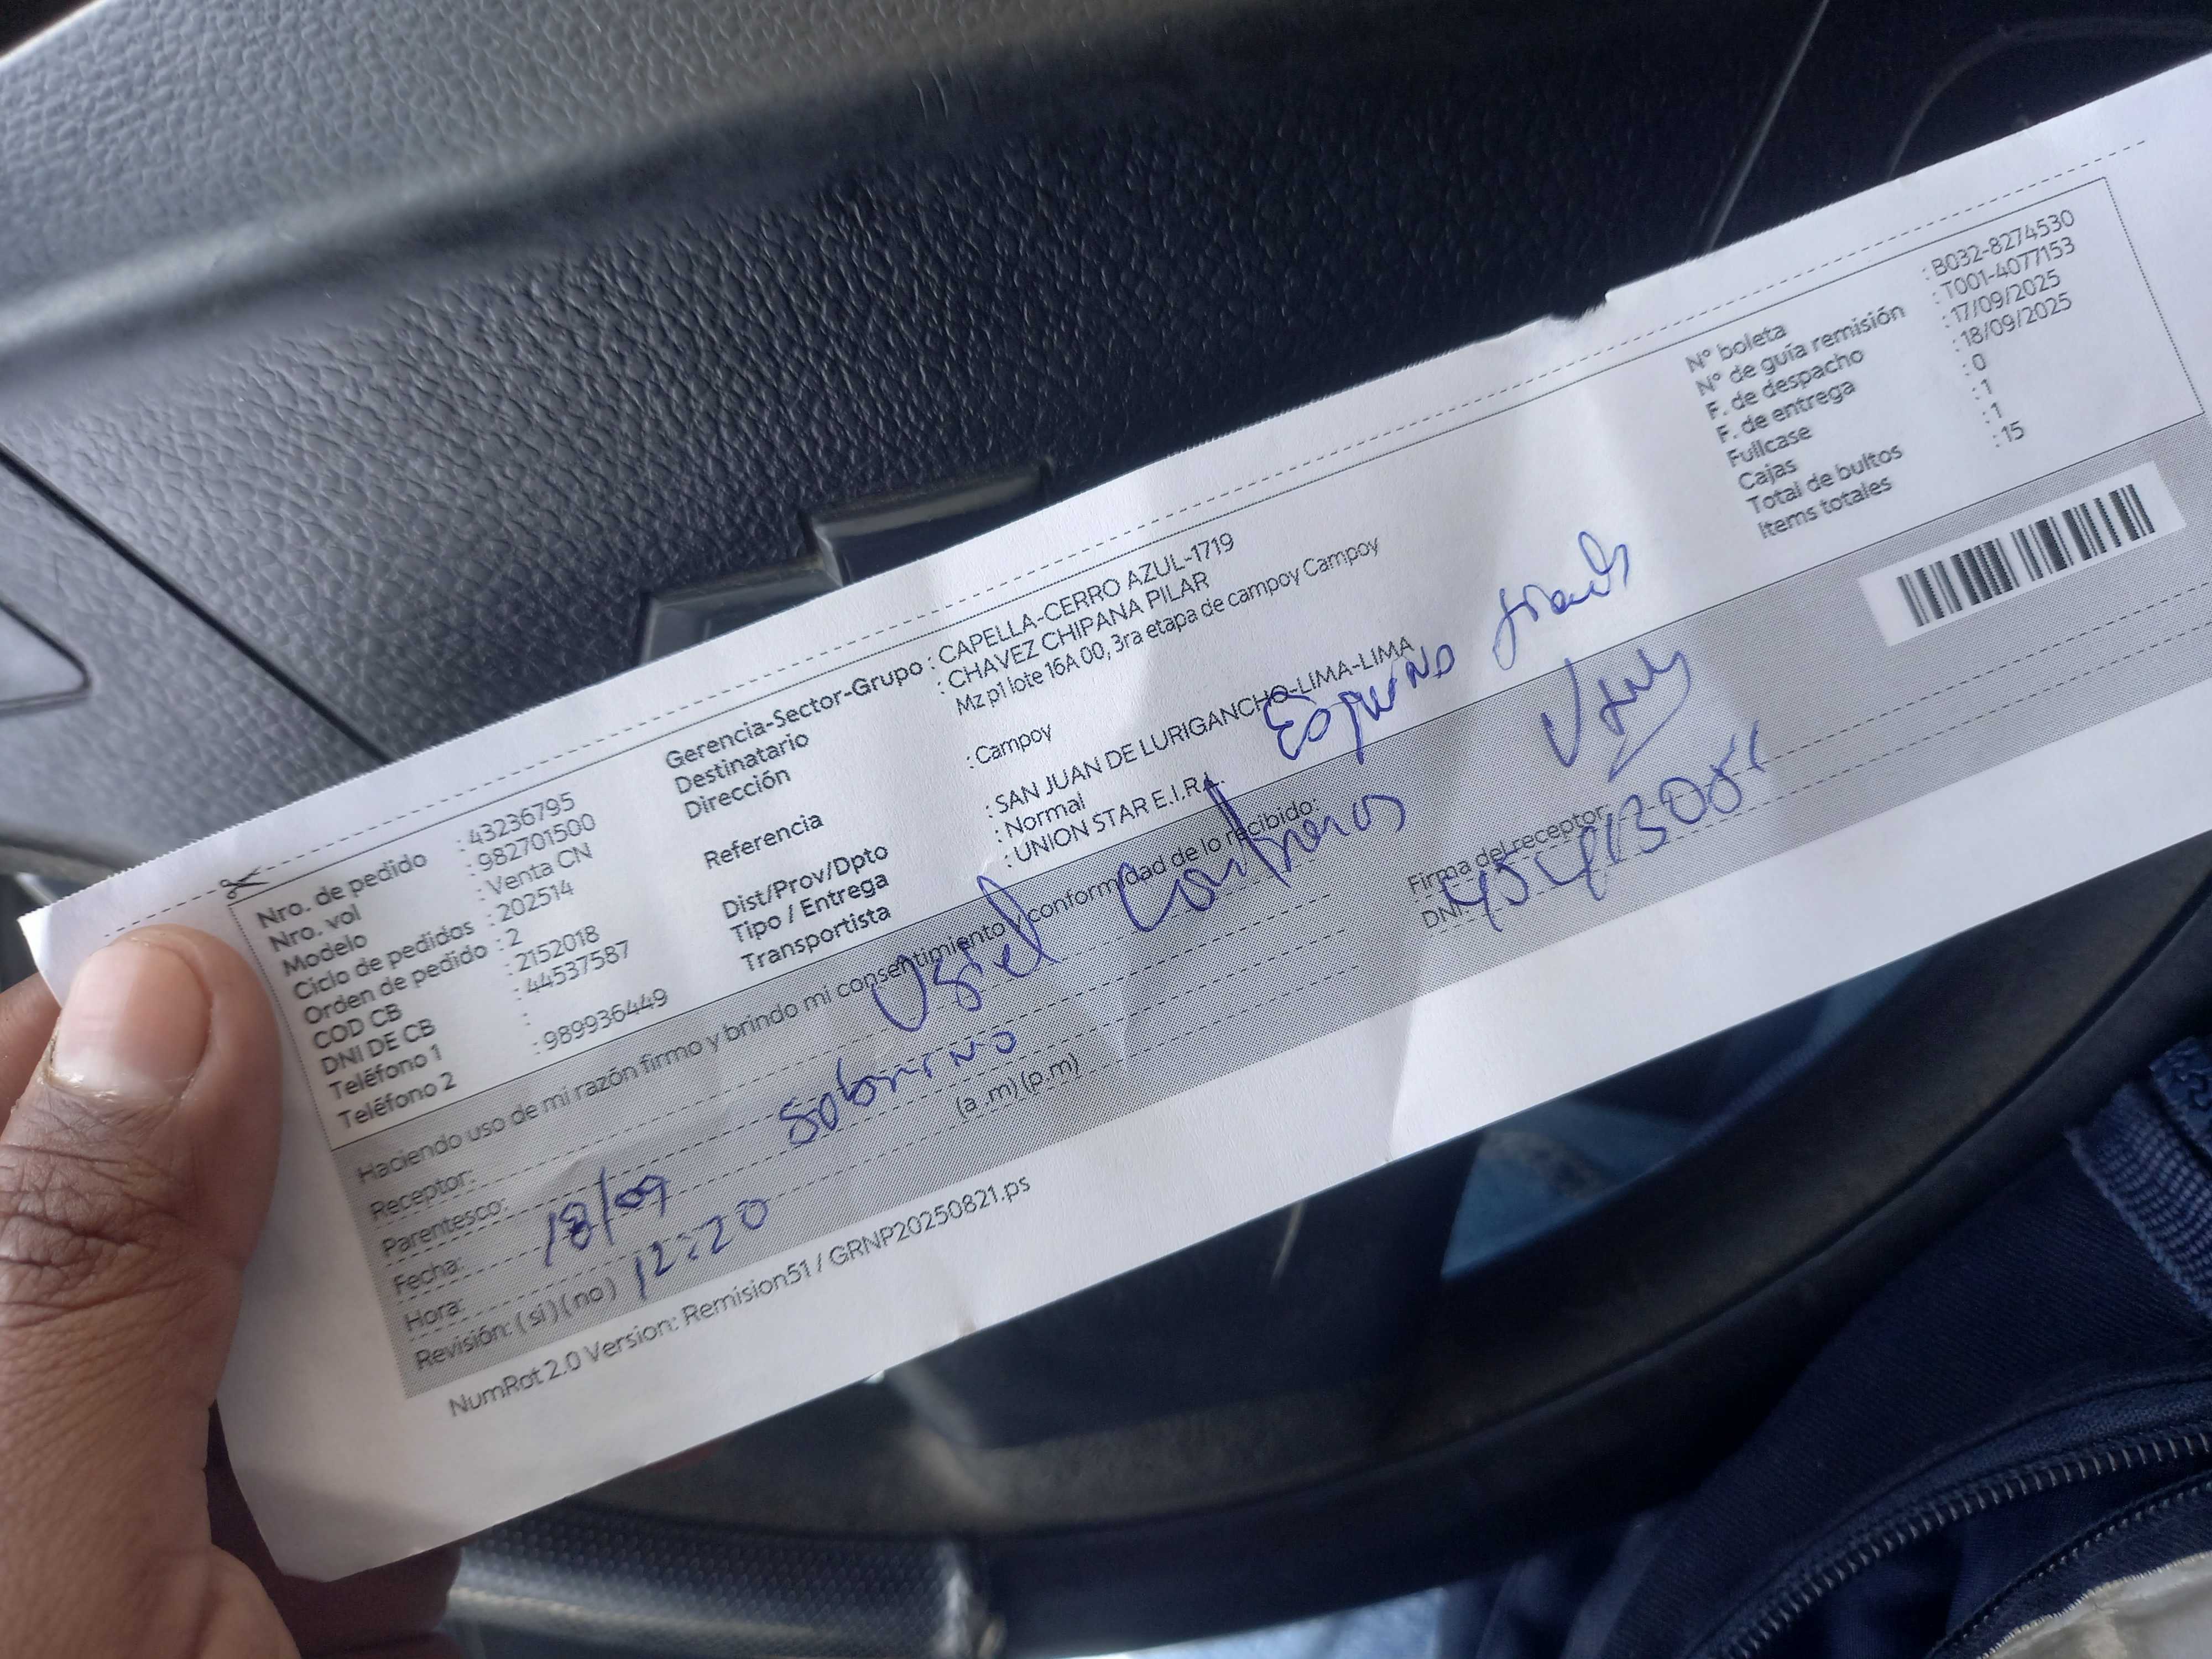 Nro. de pedido : 43236795
Nro. vol : 982701500
Modelo : Venta CN
Ciclo de pedidos : 202514
Orden de pedido : 2
COD CB : 2152018
DNI DE CB : 44537587
Teléfono 1 :
Teléfono 2 : 989936449
Gerencia-Sector-Grupo : CAPELLA-CERRO AZUL-1719
Destinatario : CHAVEZ CHIPANA PILAR
Dirección Mz p1 lote 16A 00, 3ra etapa de campoy Campoy
Referencia : Campoy
Dist/Prov/Dpto : SAN JUAN DE LURIGANCHO-LIMA-LIMA
Tipo / Entrega : Normal
Transportista : UNION STAR E.I.R.L.
N° boleta : B032-8274530
N° de guía remisión : T001-4077153
F. de despacho : 17/09/2025
F. de entrega : 18/09/2025
Fullcase : 0
Cajas : 1
Total de bultos : 1
Items totales : 15
Haciendo uso de mi razón firmo y brindo mi consentimiento y conformidad de lo recibido:
Receptor: Usiel
Parentesco: sobrino
Fecha: 18/09
Hora: 12:20 (a .m) (p.m)
Revisión: ( si ) ( no )
Firma del receptor:
DNI:
NumRot 2.0 Version: Remision51 / GRNP20250821.ps